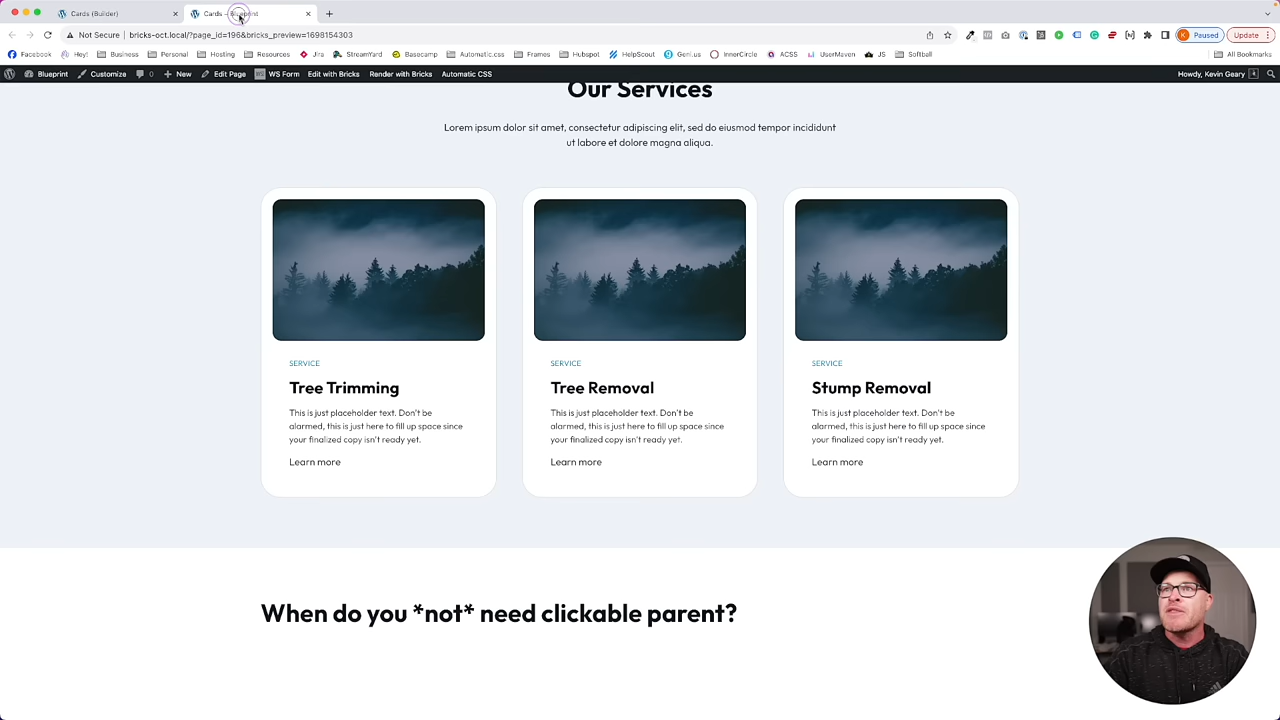 Cards (Builder)
Cards – Blueprint
Not Secure
bricks-oct.local/?page_id=196&bricks_preview=1698154303
Paused
Update
Facebook
Hey!
Business
Personal
Hosting
Resources
Jira
StreamYard
Basecamp
Automatic.css
Frames
Hubspot
HelpScout
GenUI.us
InnerCircle
ACSS
UserMaven
JS
Softball
All Bookmarks
Blueprint
Customize
0
New
Edit Page
WS Form
Edit with Bricks
Render with Bricks
Automatic CSS
Howdy, Kevin Geary
Our Services
Lorem ipsum dolor sit amet, consectetur adipiscing elit, sed do eiusmod tempor incididunt
ut labore et dolore magna aliqua.
SERVICE
Tree Trimming
This is just placeholder text. Don't be
alarmed, this is just here to fill up space since
your finalized copy isn't ready yet.
Learn more
SERVICE
Tree Removal
This is just placeholder text. Don't be
alarmed, this is just here to fill up space since
your finalized copy isn't ready yet.
Learn more
SERVICE
Stump Removal
This is just placeholder text. Don't be
alarmed, this is just here to fill up space since
your finalized copy isn't ready yet.
Learn more
When do you *not* need clickable parent?